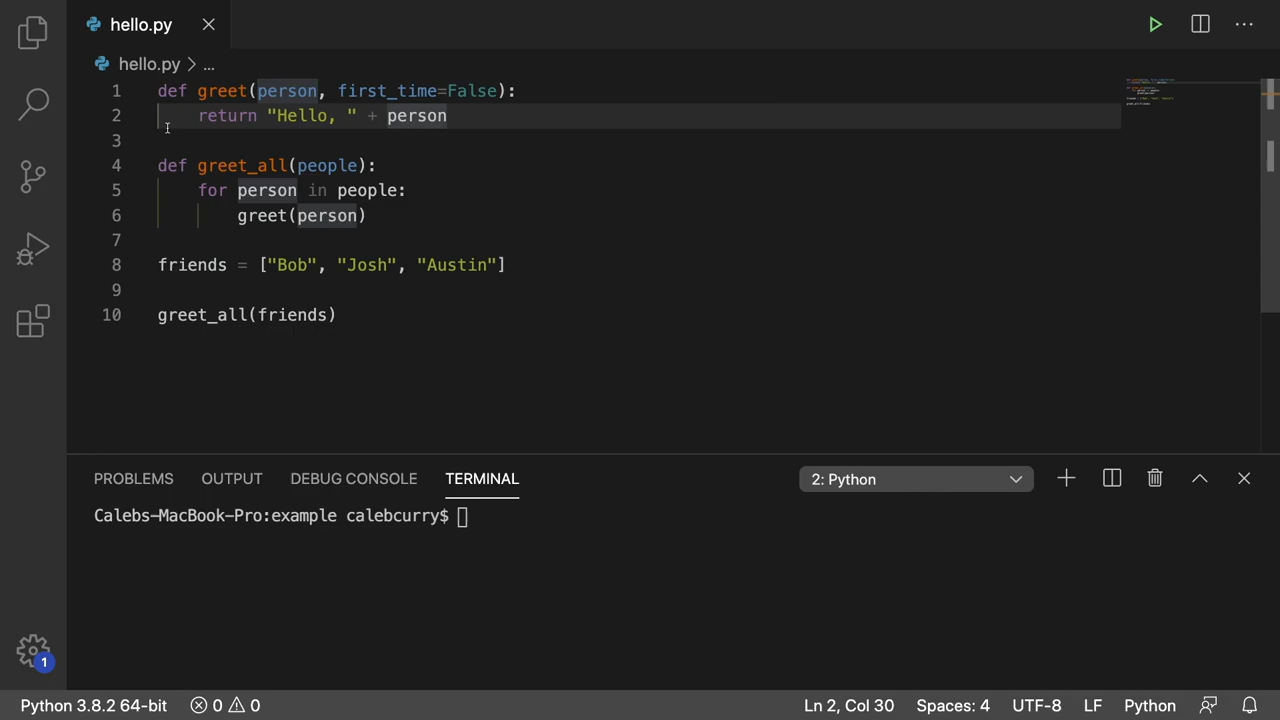 hello.py
hello.py > ...
1 def greet(person, first_time=False):
2 return "Hello, " + person
3
4 def greet_all(people):
5 for person in people:
6 greet(person)
7
8 friends = ["Bob", "Josh", "Austin"]
9
10 greet_all(friends)
PROBLEMS OUTPUT DEBUG CONSOLE TERMINAL 2: Python
Calebs-MacBook-Pro:example calebcurry$
1
Python 3.8.2 64-bit 0 0 Ln 2, Col 30 Spaces: 4 UTF-8 LF Python